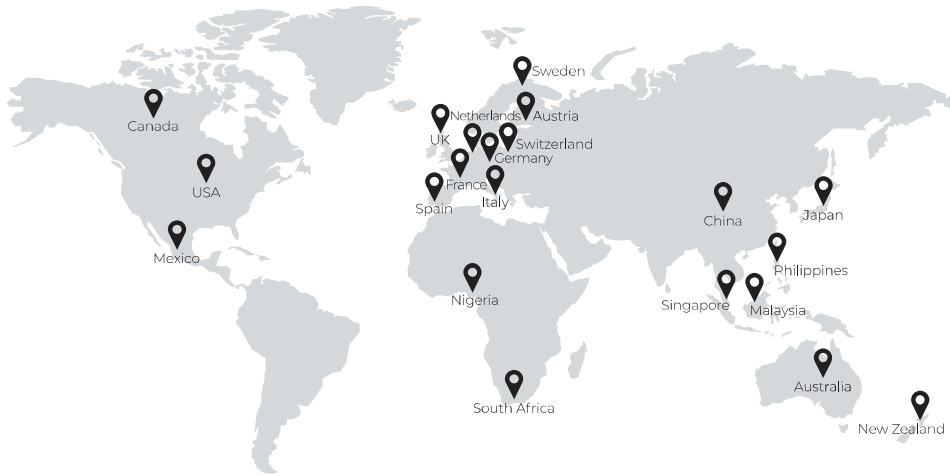 Sweden
Canada
Netherlands
Austria
UK
Switzerland
Germany
USA
France
Italy
Spain
China
Japan
Mexico
Philippines
Nigeria
Singapore
Malaysia
Australia
South Africa
New Zealand